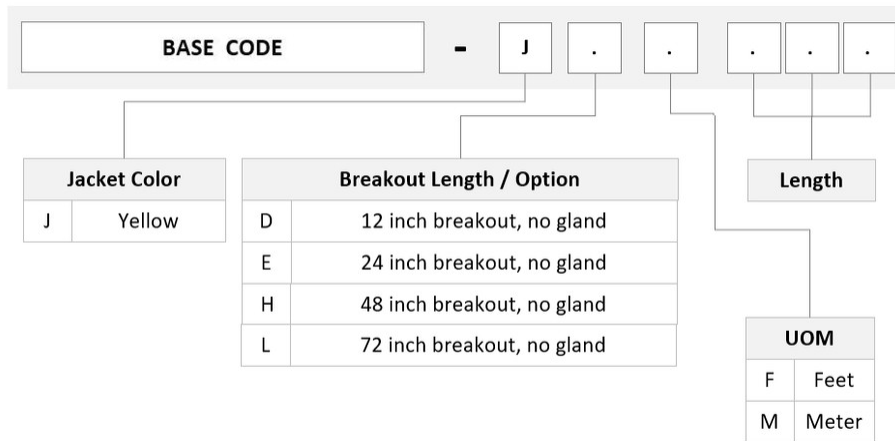 BASE CODE - J . . . . .
Jacket Color
J Yellow
Breakout Length / Option
D 12 inch breakout, no gland
E 24 inch breakout, no gland
H 48 inch breakout, no gland
L 72 inch breakout, no gland
Length
UOM
F Feet
M Meter